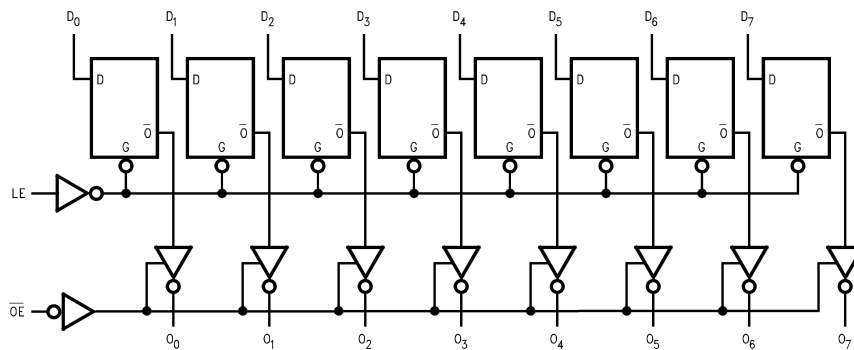 D₀ D₁ D₂ D₃ D₄ D₅ D₆ D₇
D D D D D D D D
O̅ O̅ O̅ O̅ O̅ O̅ O̅ O̅
G G G G G G G G
LE
O̅E̅
O₀ O₁ O₂ O₃ O₄ O₅ O₆ O₇